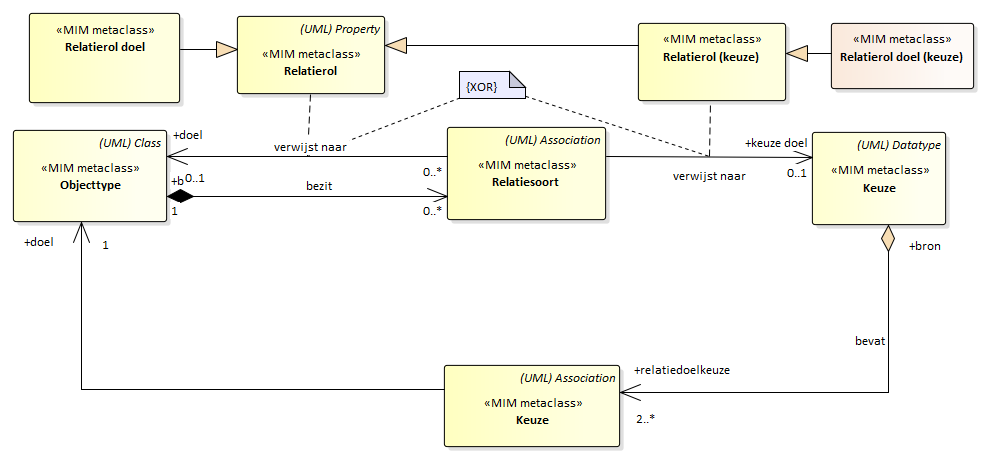 «MIM metaclass»
Relatierol doel
(UML) Property
«MIM metaclass»
Relatierol
«MIM metaclass»
Relatierol (keuze)
«MIM metaclass»
Relatierol doel (keuze)
{XOR}
(UML) Class
«MIM metaclass»
Objecttype
+doel
0..1
verwijst naar
0..*
+b
1
bezit
0..*
(UML) Association
«MIM metaclass»
Relatiesoort
+keuze doel
0..1
verwijst naar
(UML) Datatype
«MIM metaclass»
Keuze
+doel
1
+bron
bevat
+relatiedoelkeuze
2..*
(UML) Association
«MIM metaclass»
Keuze